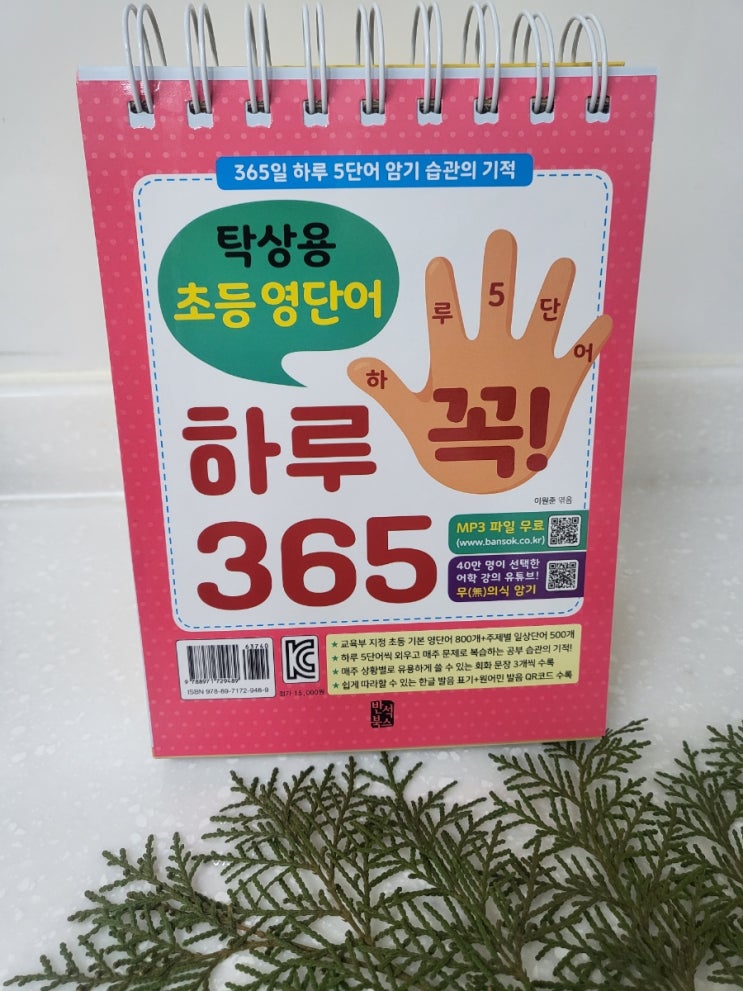 365일 하루 5단어 암기 습관의 기적
탁상용
초등 영단어
하 루 5 단 어
꼭!
하루
365
이원준 엮음
MP3 파일 무료
(www.bansok.co.kr)
40만 명이 선택한
어학 강의 유튜브!
무(無)의식 암기
63740
9 788971 729489
ISBN 978-89-7172-948-9
정가 15,000원
★ 교육부 지정 초등 기본 영단어 800개+주제별 일상단어 500개
★ 하루 5단어씩 외우고 매주 문제로 복습하는 공부 습관의 기적!
★ 매주 상황별로 유용하게 쓸 수 있는 회화 문장 3개씩 수록
★ 쉽게 따라할 수 있는 한글 발음 표기+원어민 발음 QR코드 수록
반석
북스